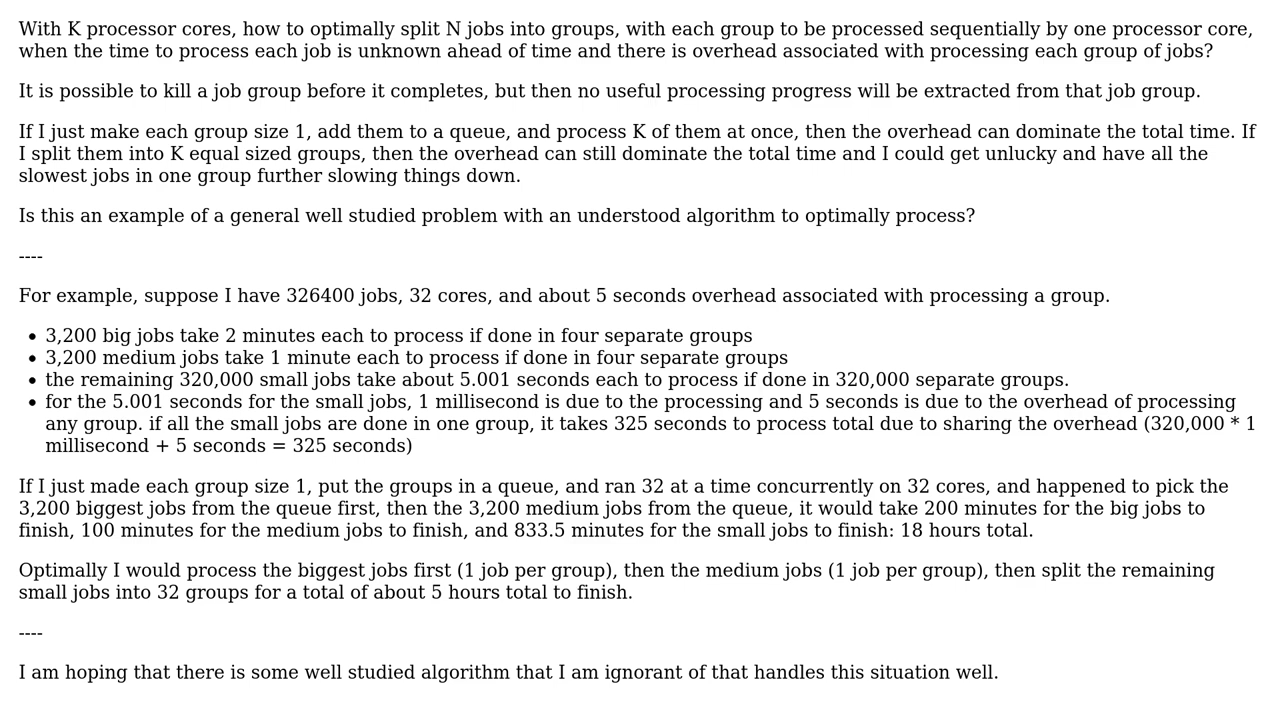 With K processor cores, how to optimally split N jobs into groups, with each group to be processed sequentially by one processor core,
when the time to process each job is unknown ahead of time and there is overhead associated with processing each group of jobs?
It is possible to kill a job group before it completes, but then no useful processing progress will be extracted from that job group.
If I just make each group size 1, add them to a queue, and process K of them at once, then the overhead can dominate the total time. If
I split them into K equal sized groups, then the overhead can still dominate the total time and I could get unlucky and have all the
slowest jobs in one group further slowing things down.
Is this an example of a general well studied problem with an understood algorithm to optimally process?
----
For example, suppose I have 326400 jobs, 32 cores, and about 5 seconds overhead associated with processing a group.
• 3,200 big jobs take 2 minutes each to process if done in four separate groups
• 3,200 medium jobs take 1 minute each to process if done in four separate groups
• the remaining 320,000 small jobs take about 5.001 seconds each to process if done in 320,000 separate groups.
• for the 5.001 seconds for the small jobs, 1 millisecond is due to the processing and 5 seconds is due to the overhead of processing
any group. if all the small jobs are done in one group, it takes 325 seconds to process total due to sharing the overhead (320,000 * 1
millisecond + 5 seconds = 325 seconds)
If I just made each group size 1, put the groups in a queue, and ran 32 at a time concurrently on 32 cores, and happened to pick the
3,200 biggest jobs from the queue first, then the 3,200 medium jobs from the queue, it would take 200 minutes for the big jobs to
finish, 100 minutes for the medium jobs to finish, and 833.5 minutes for the small jobs to finish: 18 hours total.
Optimally I would process the biggest jobs first (1 job per group), then the medium jobs (1 job per group), then split the remaining
small jobs into 32 groups for a total of about 5 hours total to finish.
----
I am hoping that there is some well studied algorithm that I am ignorant of that handles this situation well.